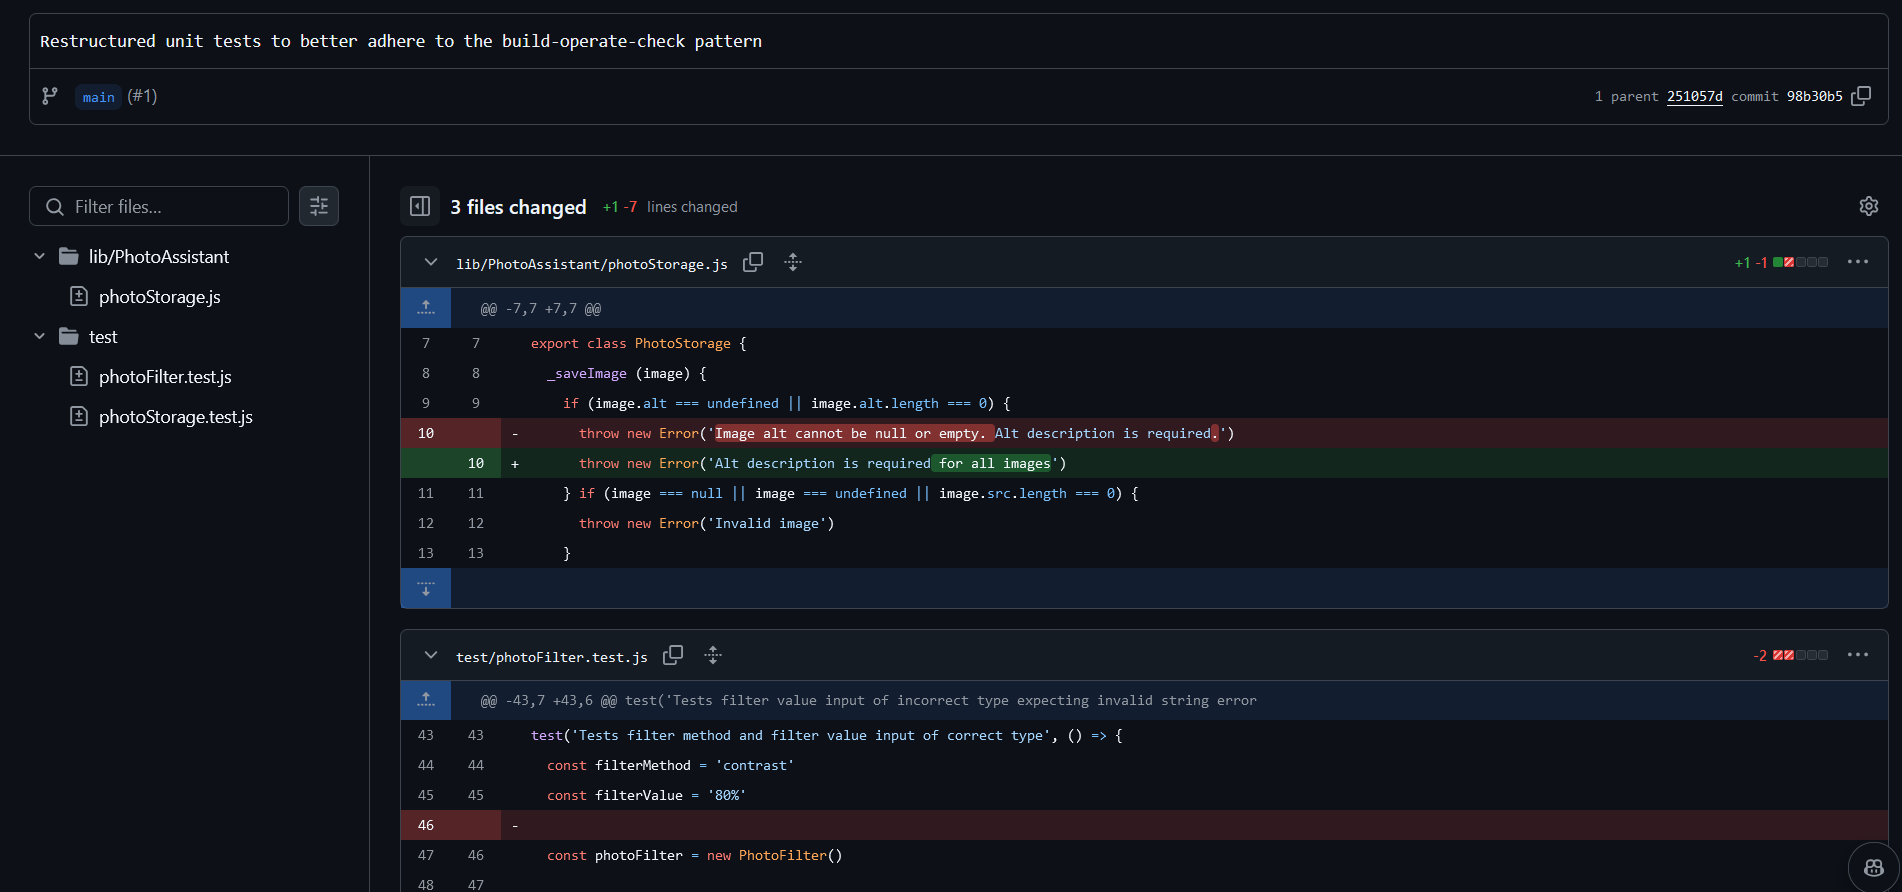 Restructured unit tests to better adhere to the build-operate-check pattern
main (#1)
1 parent 251057d commit 98b30b5
Filter files...
lib/PhotoAssistant
photoStorage.js
test
photoFilter.test.js
photoStorage.test.js
3 files changed +1 -7 lines changed
lib/PhotoAssistant/photoStorage.js +1 -1
@@ -7,7 +7,7 @@
7 7 export class PhotoStorage {
8 8 _saveImage (image) {
9 9 if (image.alt === undefined || image.alt.length === 0) {
10 - throw new Error('Image alt cannot be null or empty. Alt description is required.')
10 + throw new Error('Alt description is required for all images')
11 11 } if (image === null || image === undefined || image.src.length === 0) {
12 12 throw new Error('Invalid image')
13 13 }
test/photoFilter.test.js -2
@@ -43,7 +43,6 @@ test('Tests filter value input of incorrect type expecting invalid string error
43 43 test('Tests filter method and filter value input of correct type', () => {
44 44 const filterMethod = 'contrast'
45 45 const filterValue = '80%'
46 -
47 46 const photoFilter = new PhotoFilter()
48 47